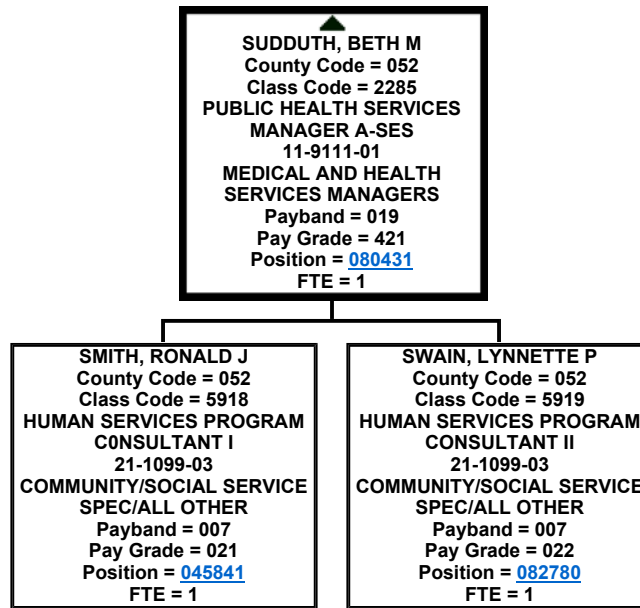 SUDDUTH, BETH M
County Code = 052
Class Code = 2285
PUBLIC HEALTH SERVICES
MANAGER A-SES
11-9111-01
MEDICAL AND HEALTH
SERVICES MANAGERS
Payband = 019
Pay Grade = 421
Position = 080431
FTE = 1
SMITH, RONALD J
County Code = 052
Class Code = 5918
HUMAN SERVICES PROGRAM
C0NSULTANT I
21-1099-03
COMMUNITY/SOCIAL SERVICE
SPEC/ALL OTHER
Payband = 007
Pay Grade = 021
Position = 045841
FTE = 1
SWAIN, LYNNETTE P
County Code = 052
Class Code = 5919
HUMAN SERVICES PROGRAM
CONSULTANT II
21-1099-03
COMMUNITY/SOCIAL SERVICE
SPEC/ALL OTHER
Payband = 007
Pay Grade = 022
Position = 082780
FTE = 1